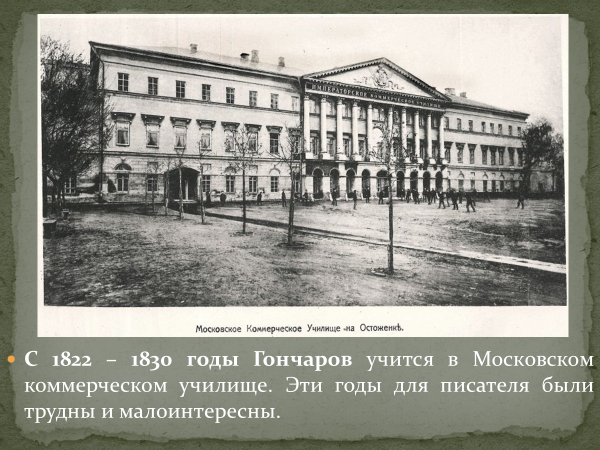 ИМПЕРАТОРСКОЕ КОММЕРЧЕСКОЕ УЧИЛИЩЕ
Московское Коммерческое Училище на Остоженкѣ.
С 1822 – 1830 годы Гончаров учится в Московском
коммерческом училище. Эти годы для писателя были
трудны и малоинтересны.